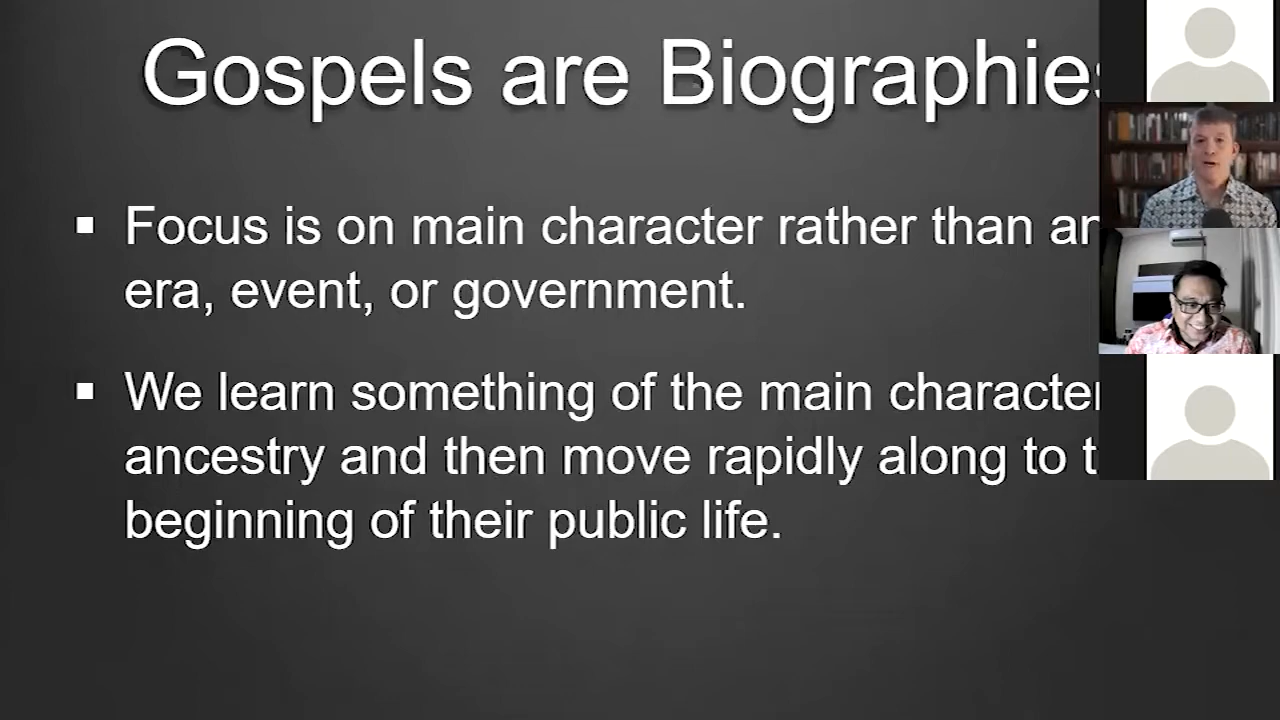 Gospels are Biographies
▪ Focus is on main character rather than an
era, event, or government.
▪ We learn something of the main character
ancestry and then move rapidly along to t
beginning of their public life.